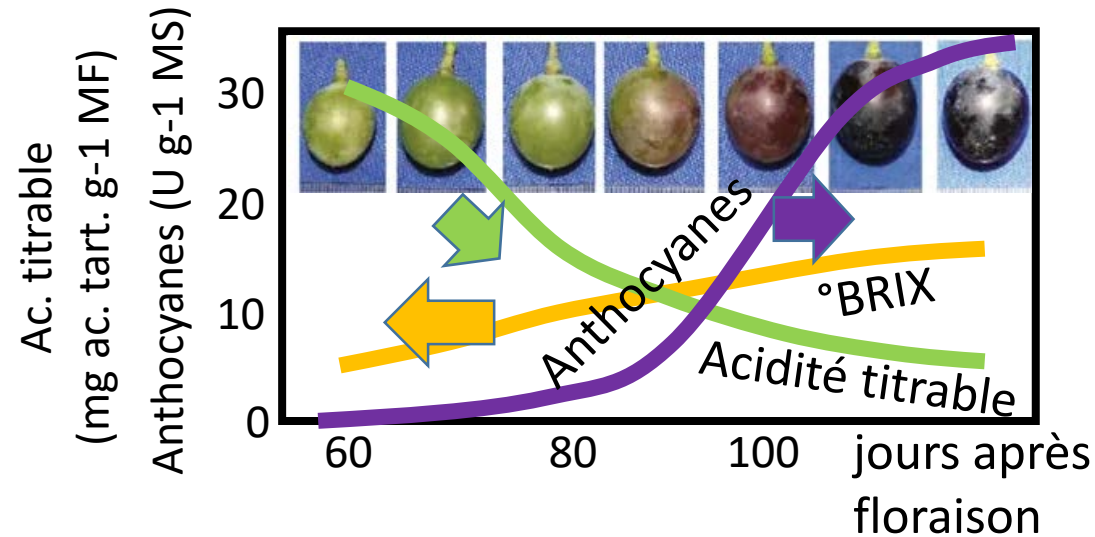 Ac. titrable
(mg ac. tart. g-1 MF)
Anthocyanes (U g-1 MS)
30
20
10
0
Anthocyanes
°BRIX
Acidité titrable
60 80 100 jours après
floraison